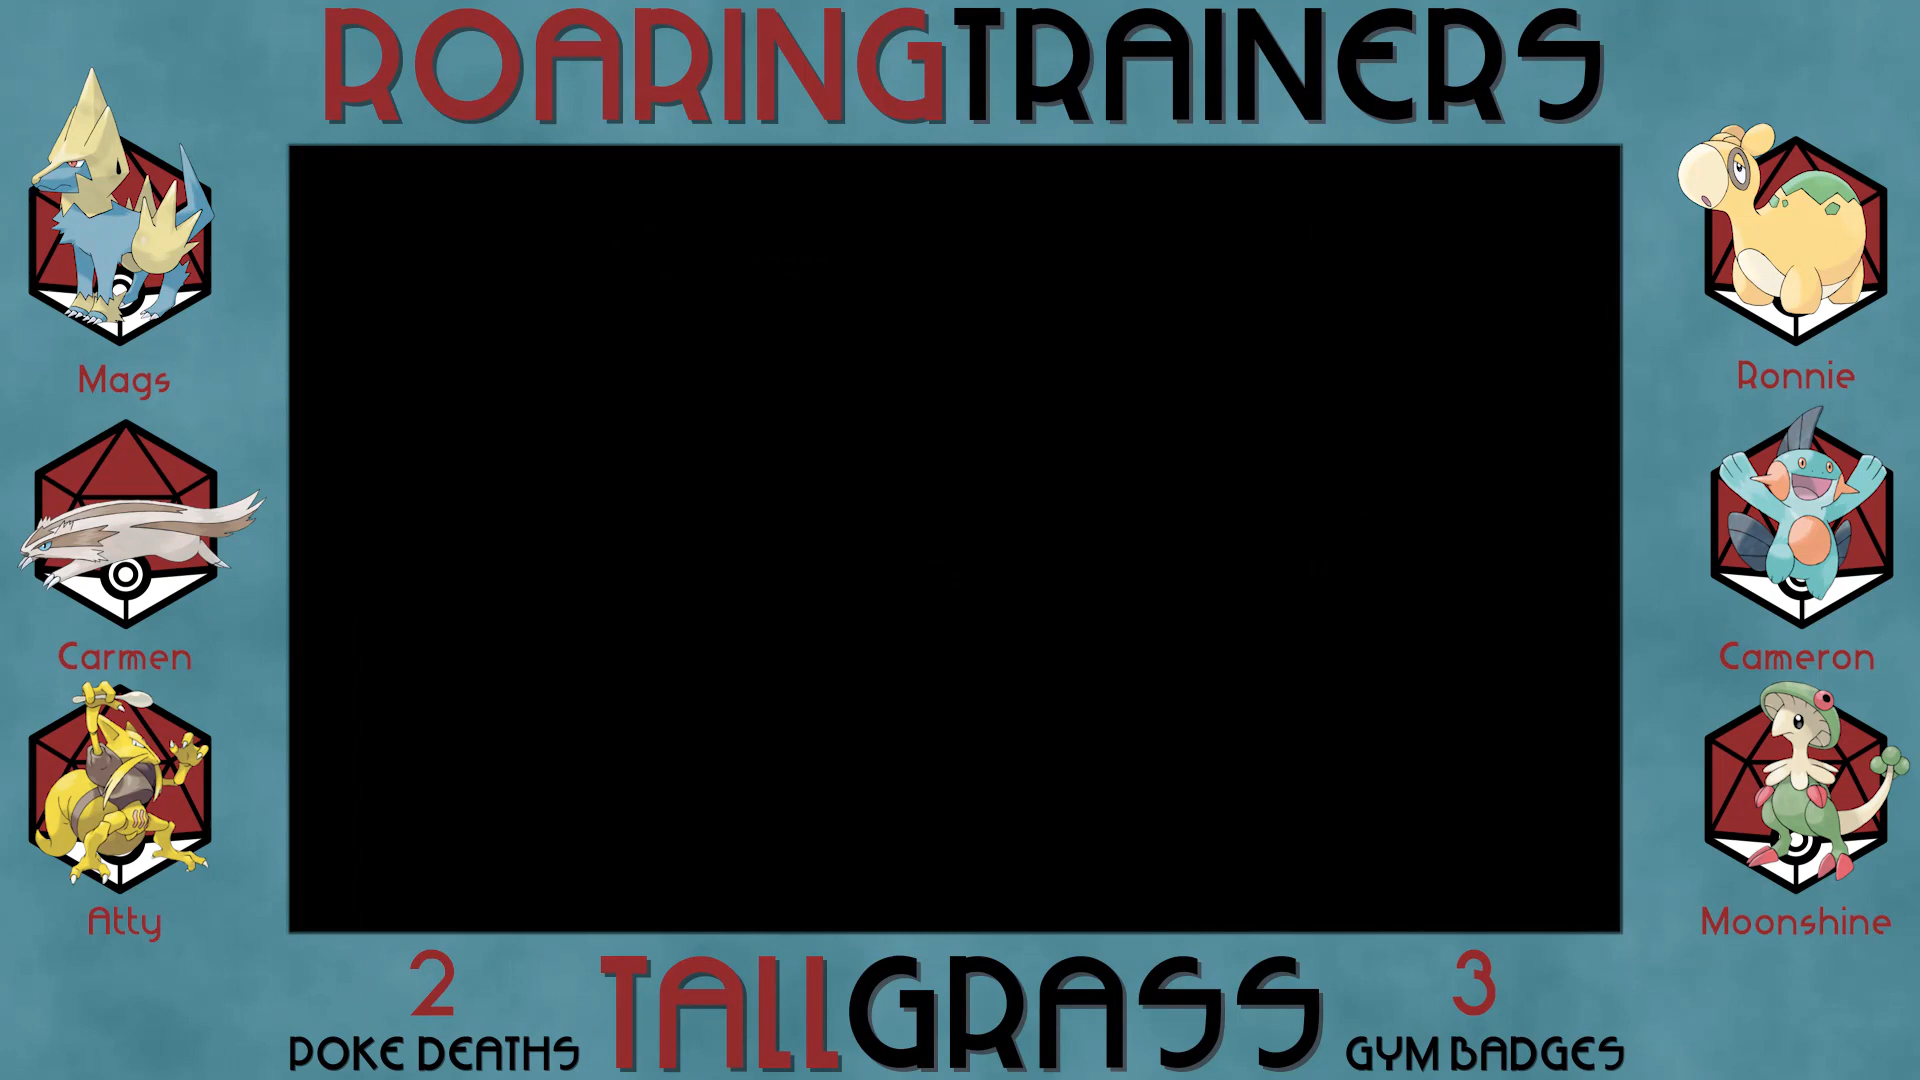 ROARINGTRAINERS
Mags
Ronnie
Carmen
Cameron
Atty
Moonshine
2
POKE DEATHS
TALLGRASS
3
GYM BADGES